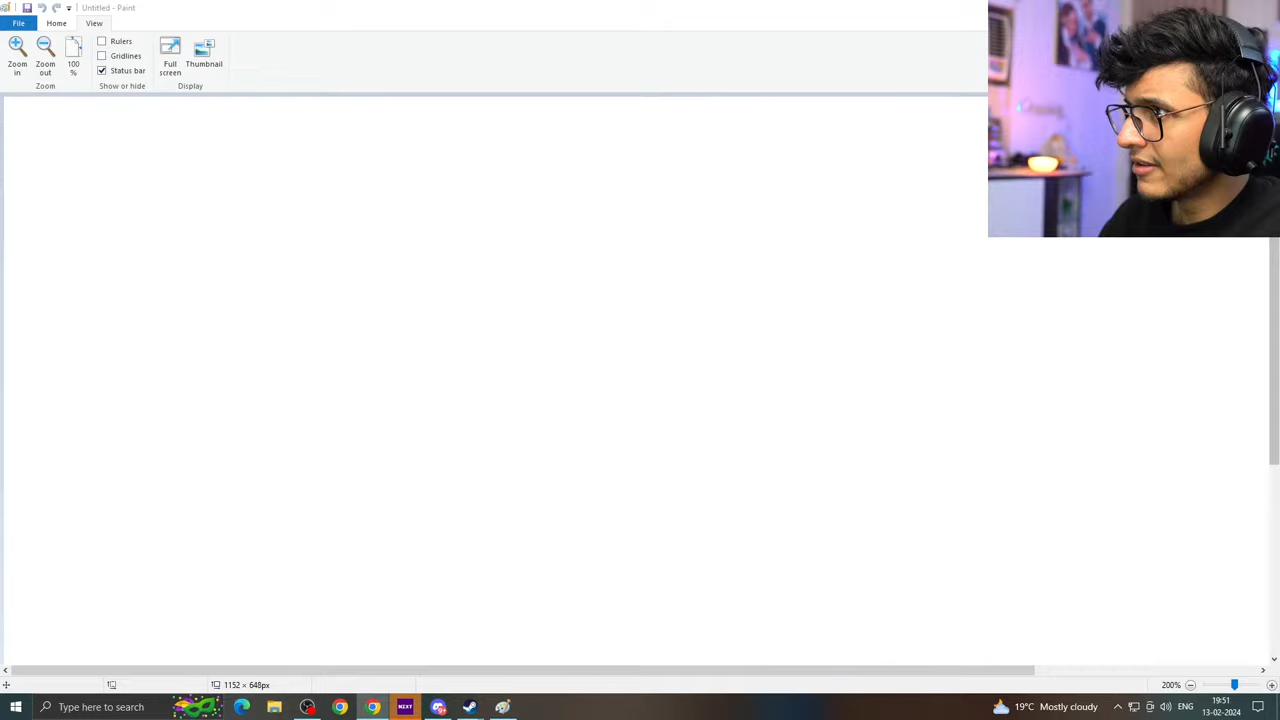 Untitled - Paint
File Home View
Zoom in
Zoom out
100 %
Rulers
Gridlines
Status bar
Full screen
Thumbnail
Zoom
Show or hide
Display
1152 × 648px
200%
Type here to search
NEXT
19°C Mostly cloudy
ENG
19:51
13-02-2024